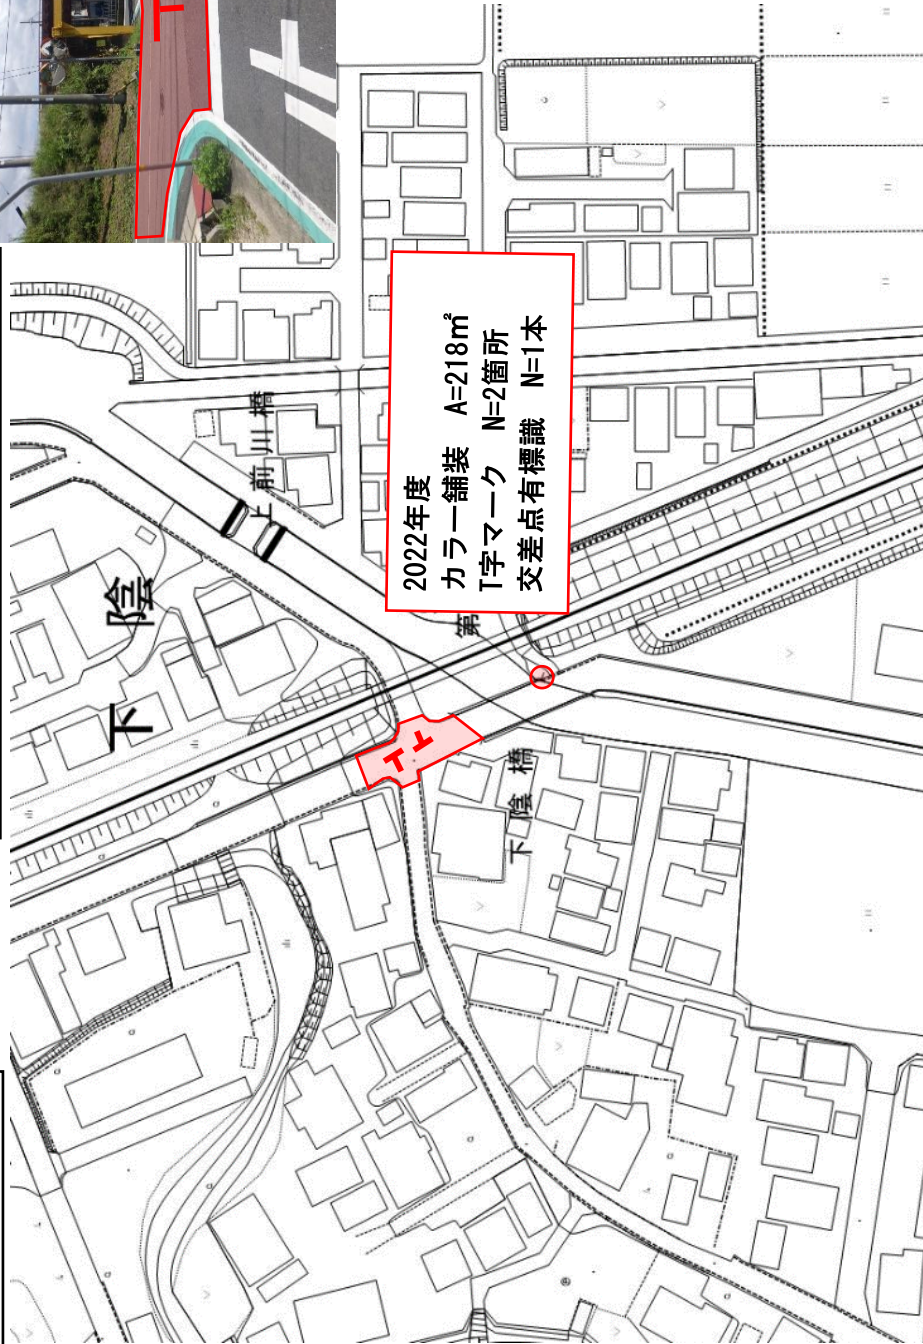 2022年度
カラー舗装 A=218㎡
T字マーク N=2箇所
交差点有標識 N=1本
上前川橋
下陰
第
下陰橋